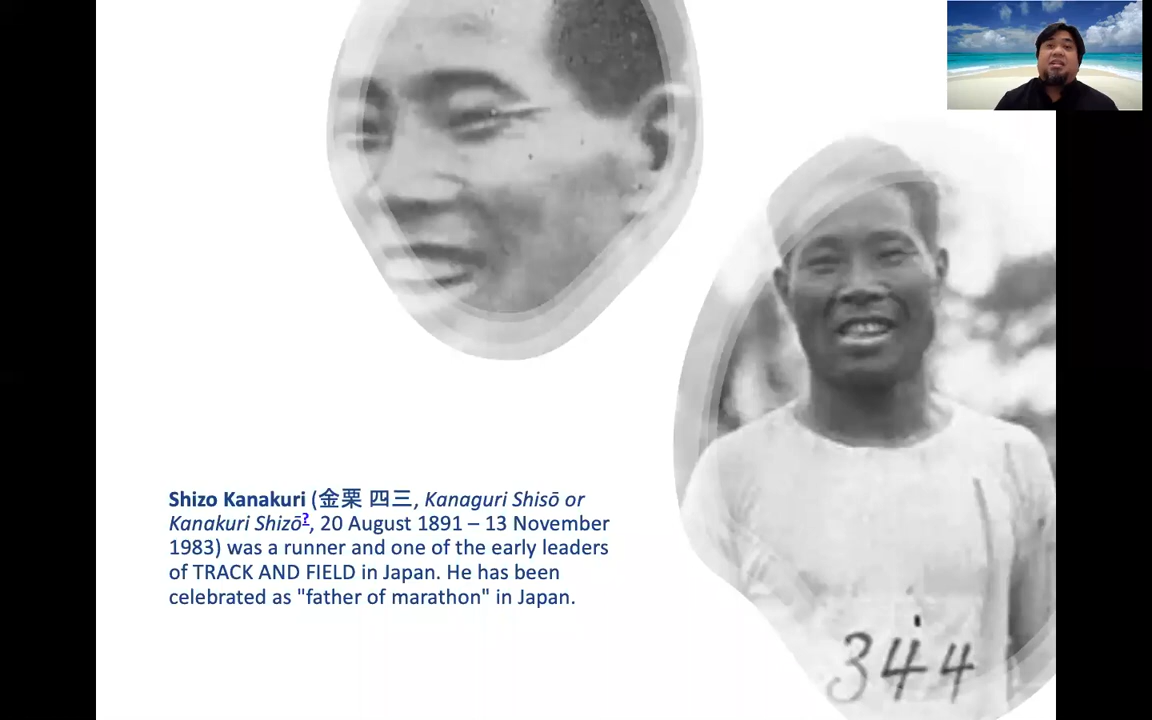 Shizo Kanakuri (金栗 四三, Kanaguri Shisō or
Kanakuri Shizō?, 20 August 1891 – 13 November
1983) was a runner and one of the early leaders
of TRACK AND FIELD in Japan. He has been
celebrated as "father of marathon" in Japan.
344